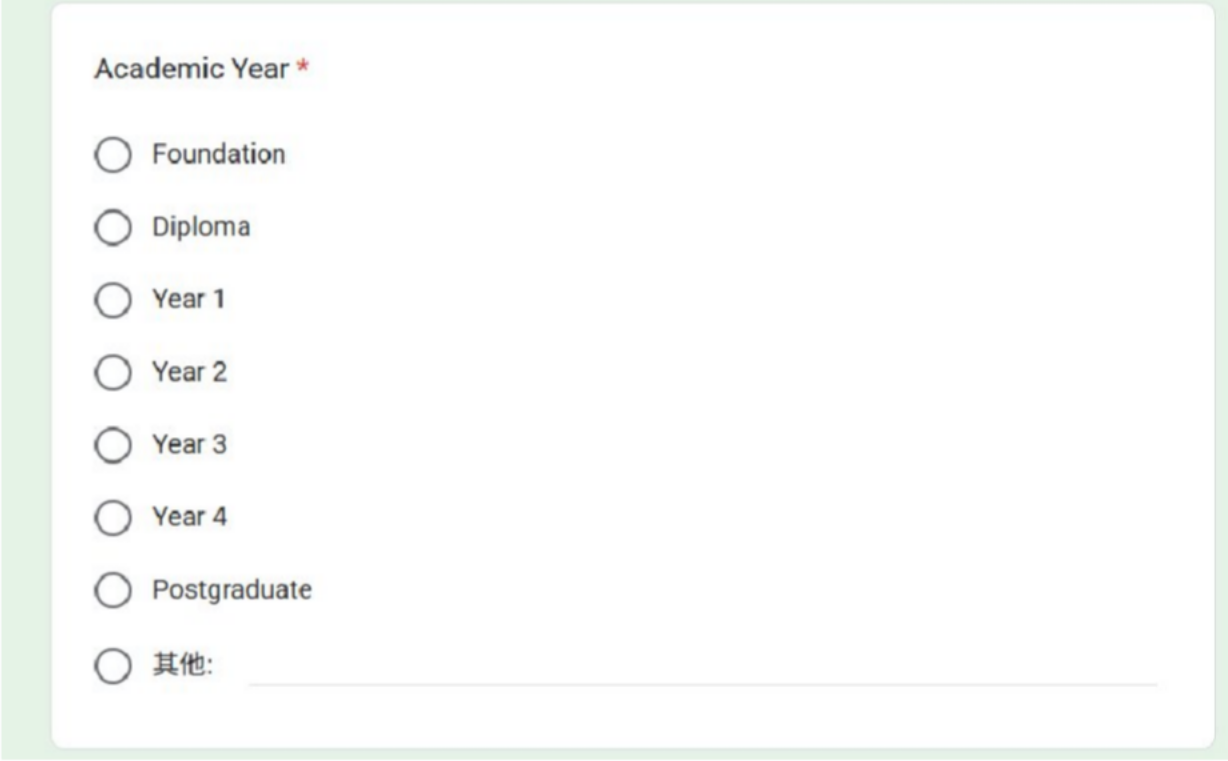 Academic Year *
Foundation
Diploma
Year 1
Year 2
Year 3
Year 4
Postgraduate
其他: